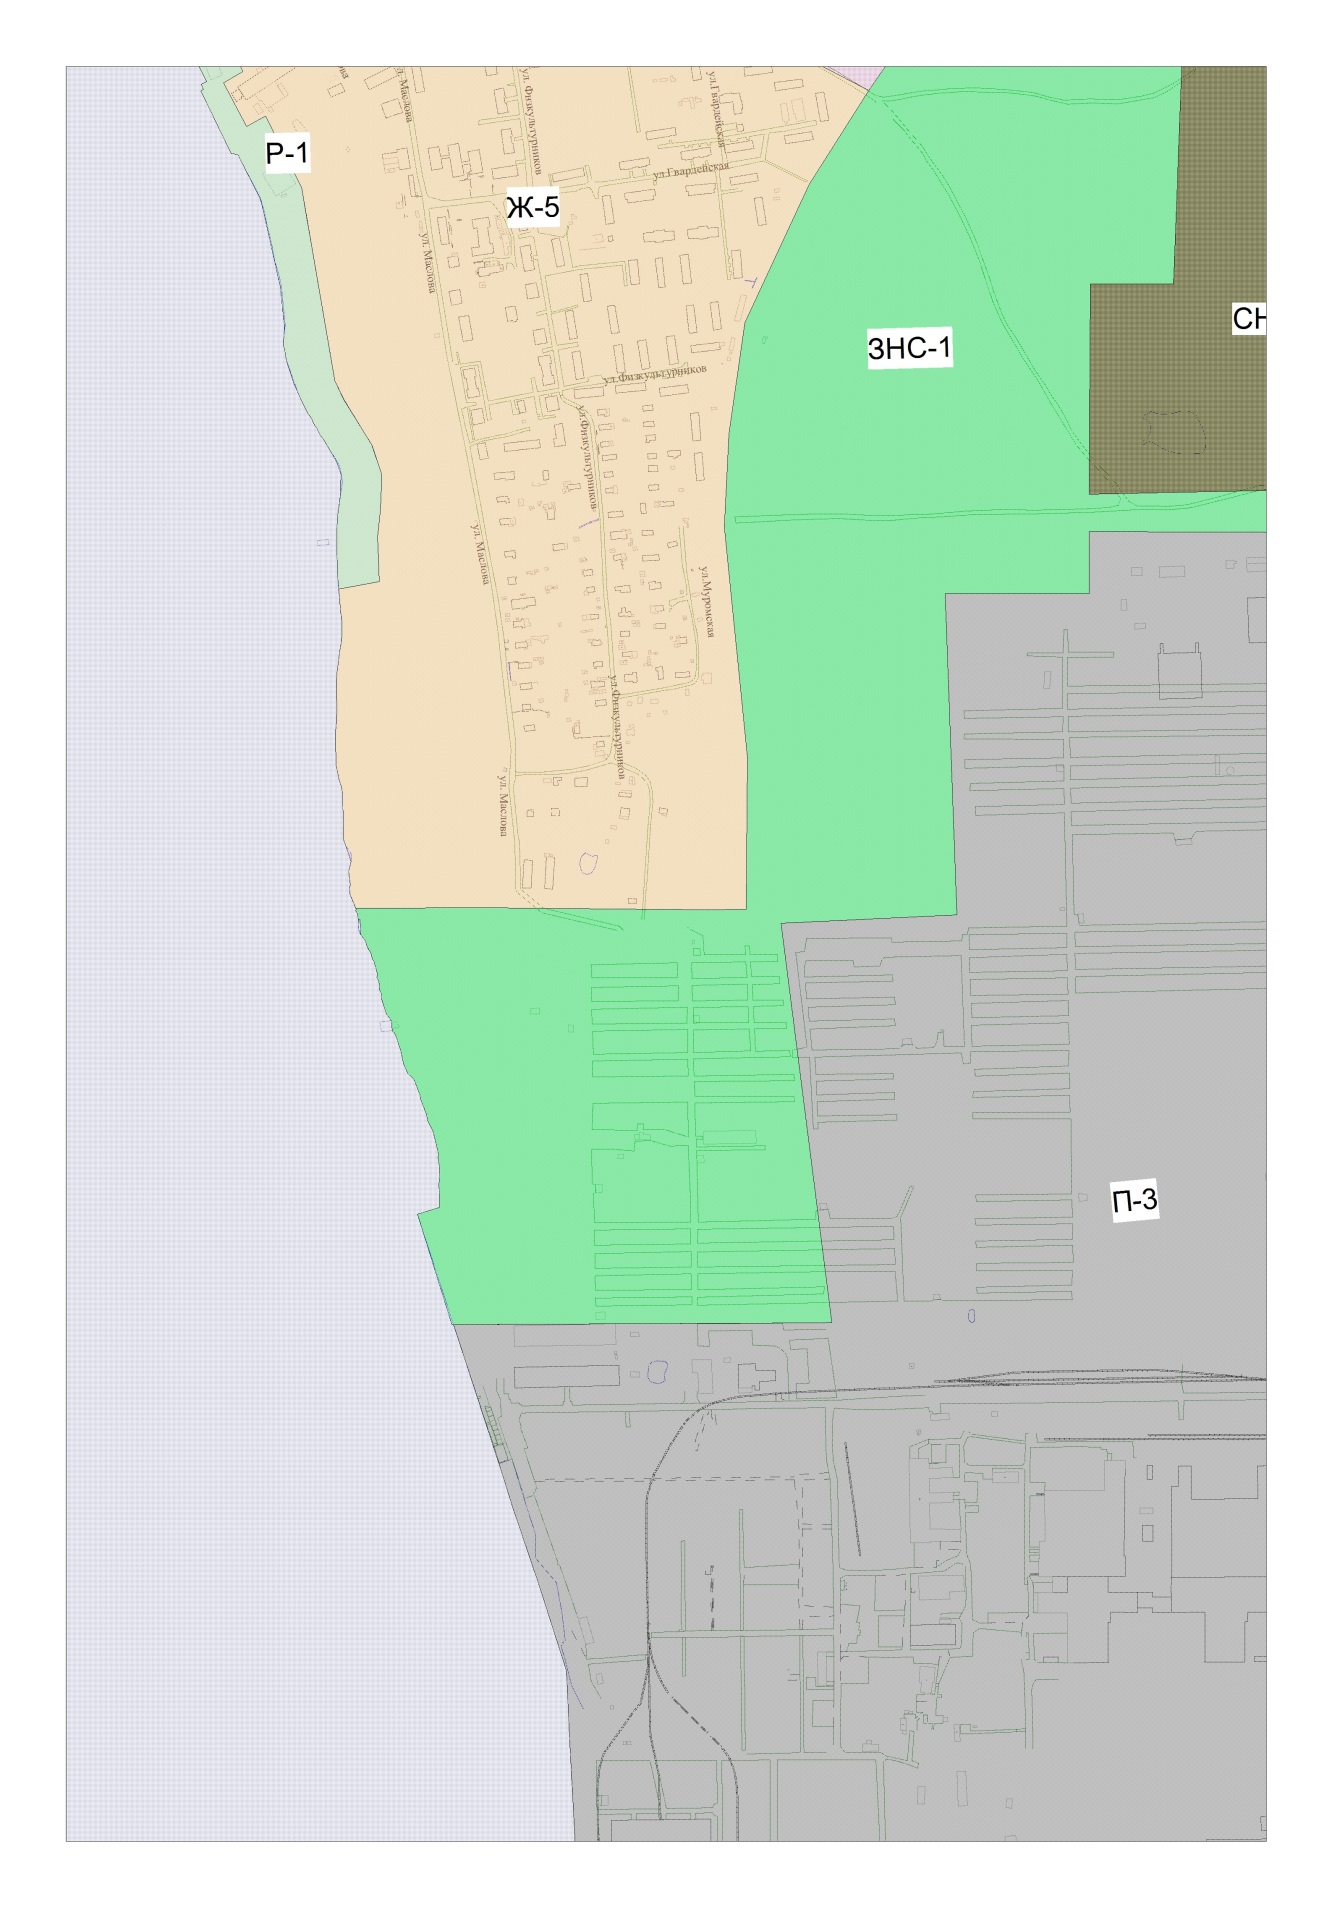 ул. Маслова
ул. Физкультурников
ул.Гвардейская
Р-1
ул.Гвардейская
Ж-5
ул. Маслова
СН
ЗНС-1
ул.Физкультурников
ул.Физкультурников
ул. Маслова
ул.Муромская
ул.Физкультурников
ул. Маслова
П-3